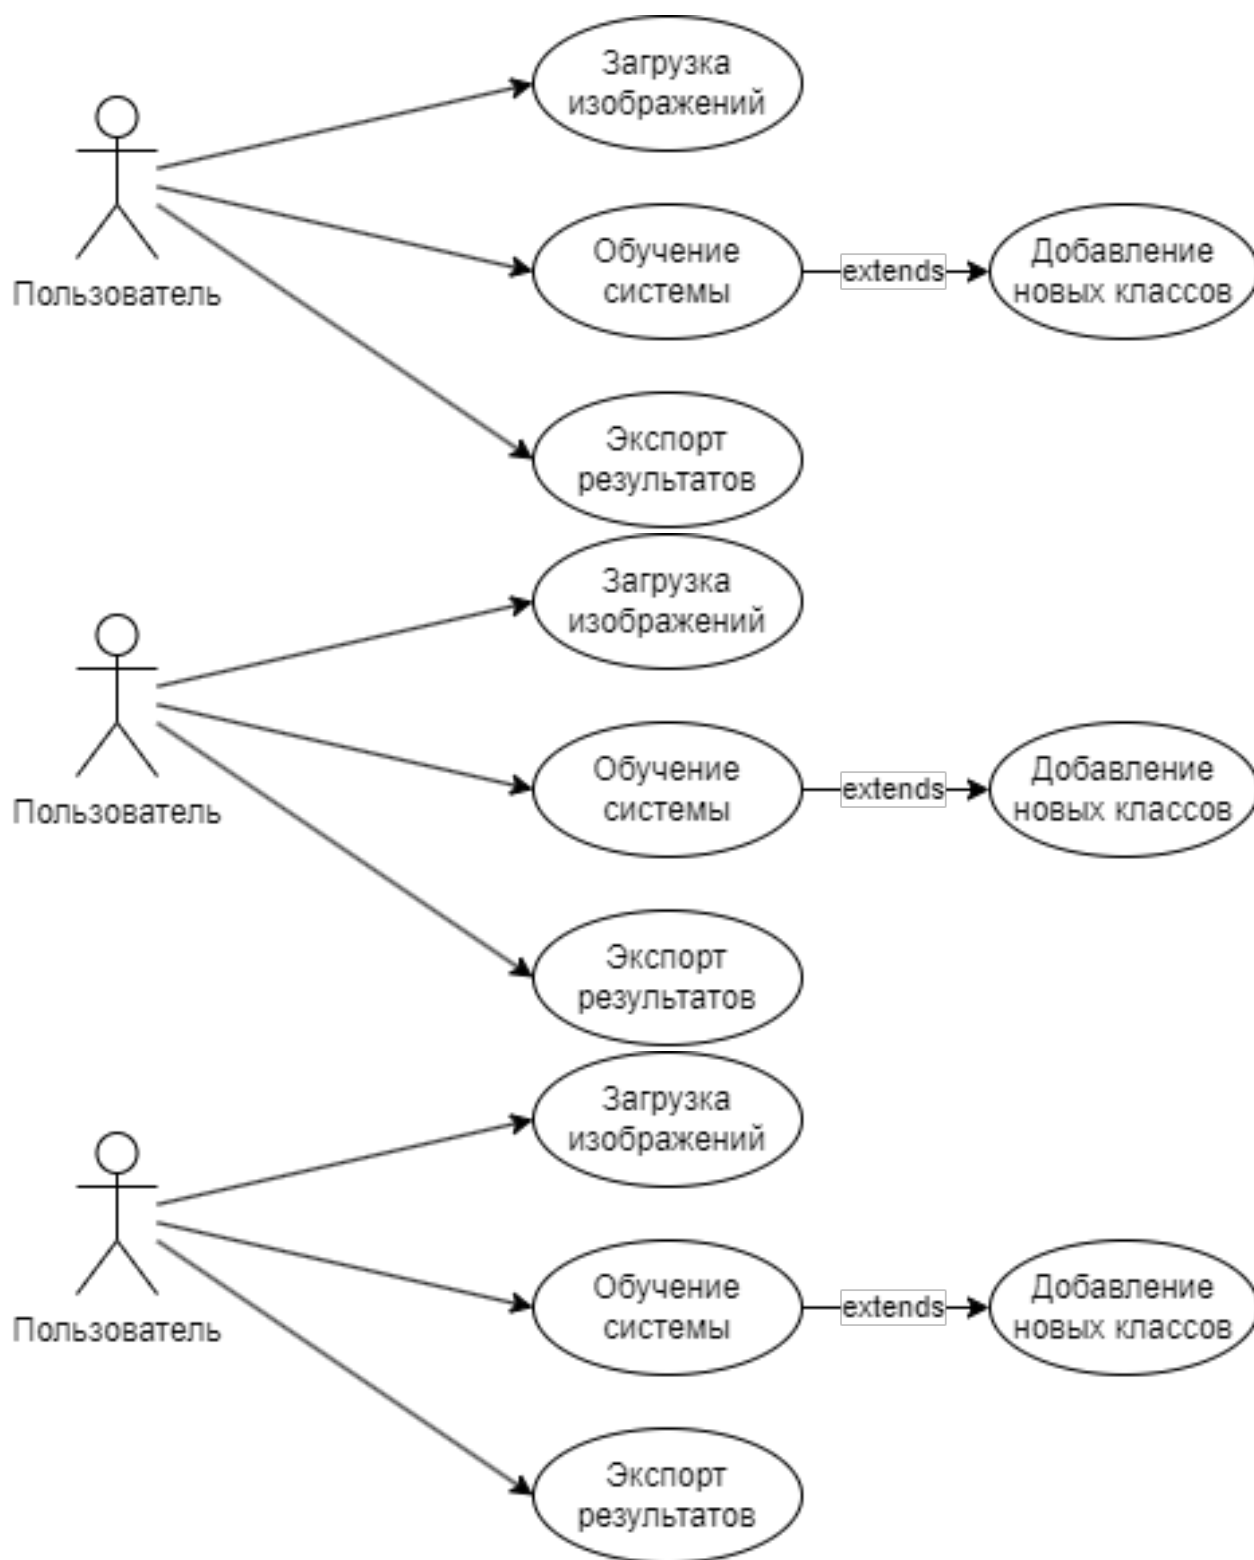 Загрузка
изображений
Пользователь
Обучение
системы
extends
Добавление
новых классов
Экспорт
результатов
Загрузка
изображений
Пользователь
Обучение
системы
extends
Добавление
новых классов
Экспорт
результатов
Загрузка
изображений
Пользователь
Обучение
системы
extends
Добавление
новых классов
Экспорт
результатов